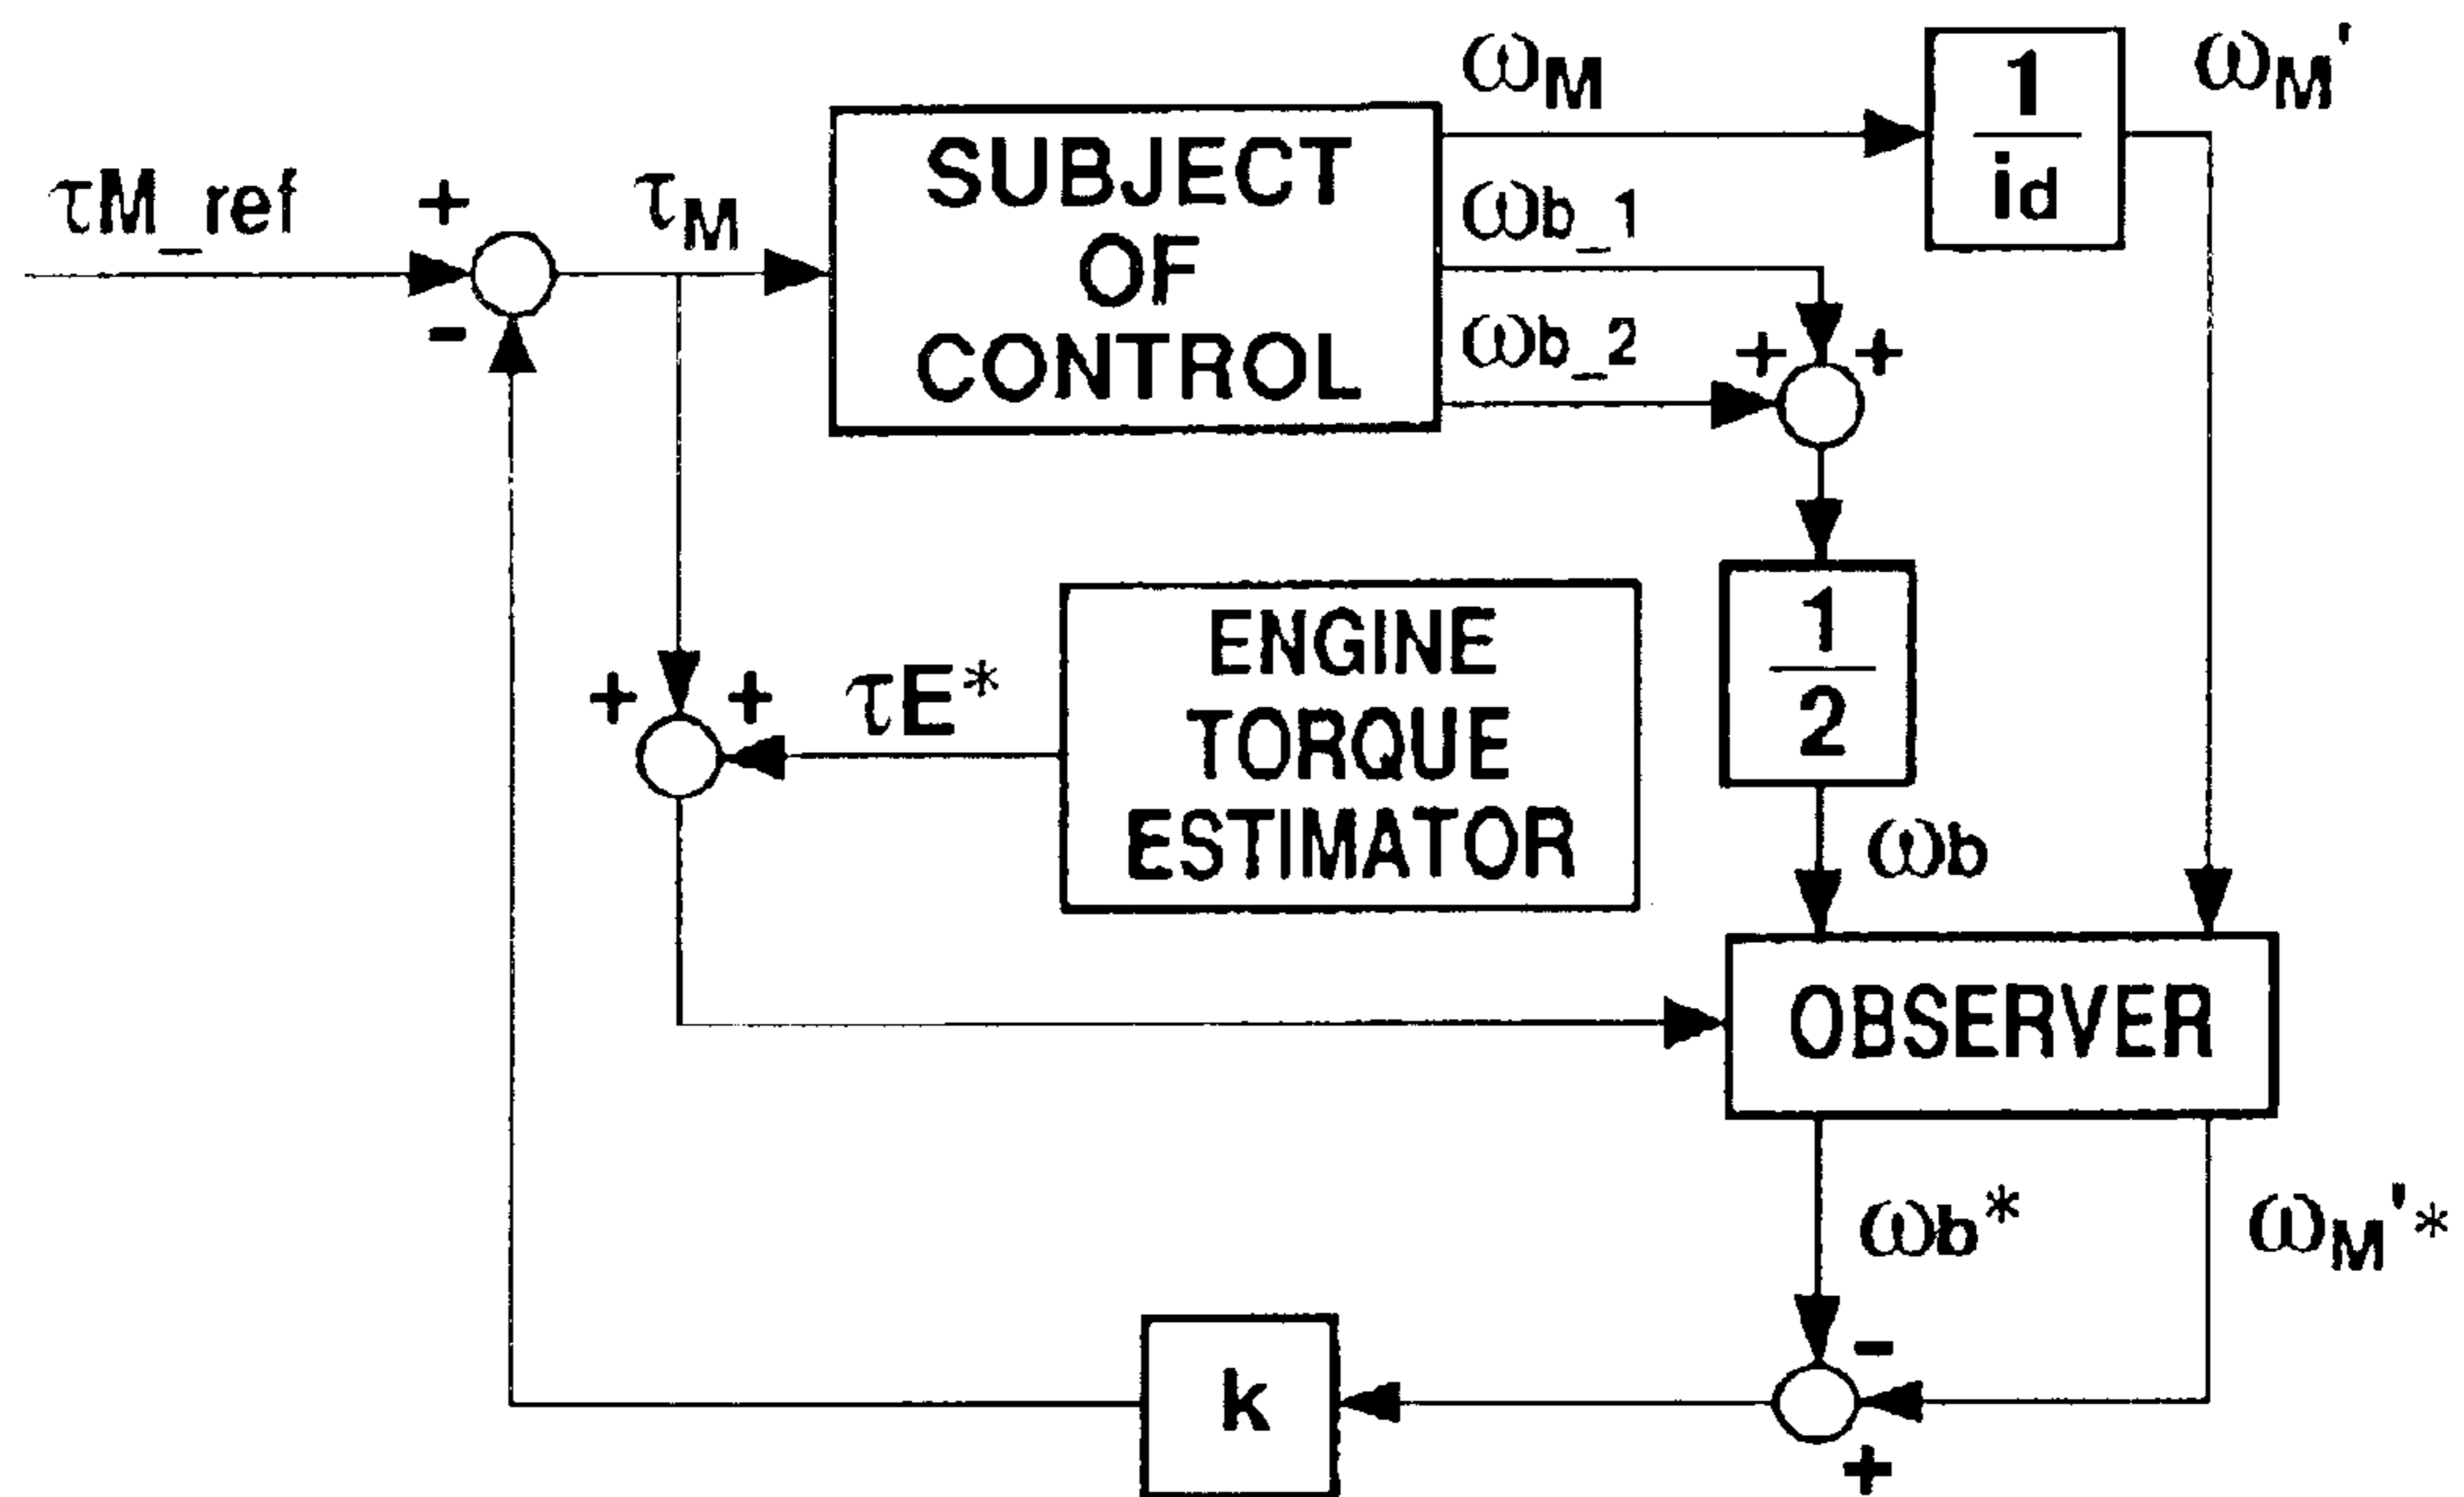 ωM
1
ωM'
id
τM_ref
+
τM
SUBJECT
OF
CONTROL
ωb_1
-
ωb_2
+ +
ENGINE
TORQUE
ESTIMATOR
1
2
+ +
τE*
ωb
OBSERVER
ωb*
ωM'*
-
k
+